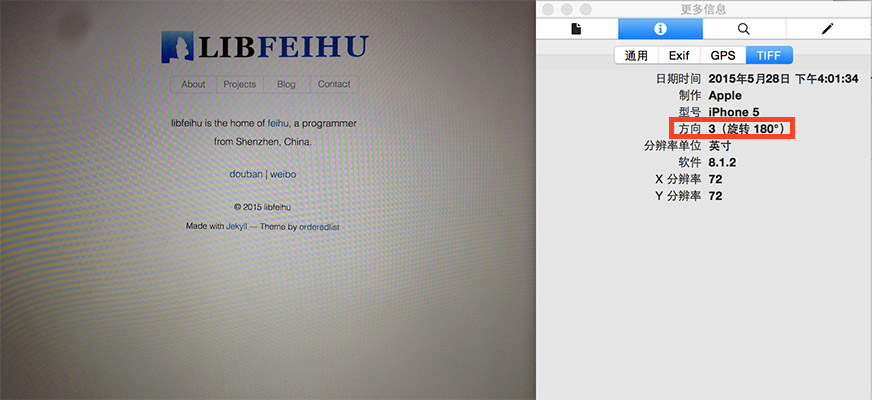 LIBFEIHU
About Projects Blog Contact
libfeihu is the home of feihu, a programmer
from Shenzhen, China.
douban | weibo
© 2015 libfeihu
Made with Jekyll — Theme by orderedlist
更多信息
通用 Exif GPS TIFF
日期时间 2015年5月28日 下午4:01:34
制作 Apple
型号 iPhone 5
方向 3（旋转 180°）
分辨率单位 英寸
软件 8.1.2
X 分辨率 72
Y 分辨率 72